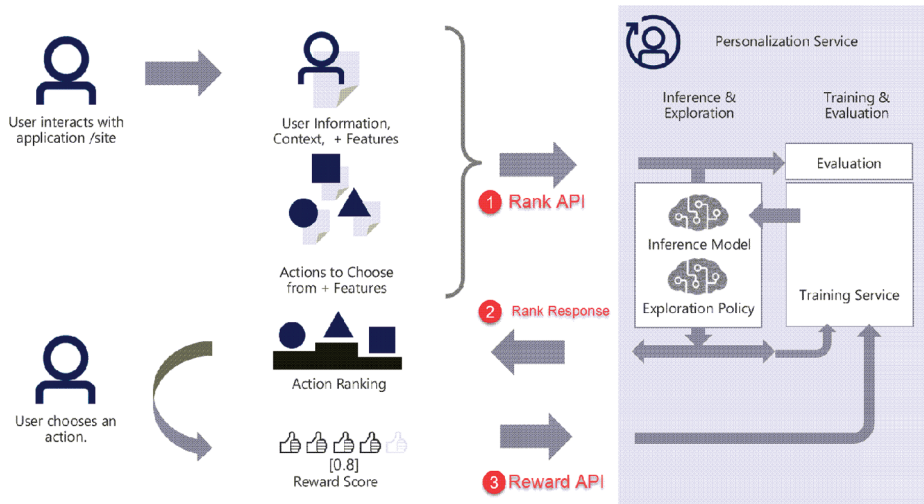 User interacts with
application /site
User Information,
Context, + Features
Actions to Choose
from + Features
1 Rank API
2 Rank Response
Action Ranking
User chooses an
action.
[0.8]
Reward Score
3 Reward API
Personalization Service
Inference &
Exploration
Training &
Evaluation
Evaluation
Inference Model
Exploration Policy
Training Service